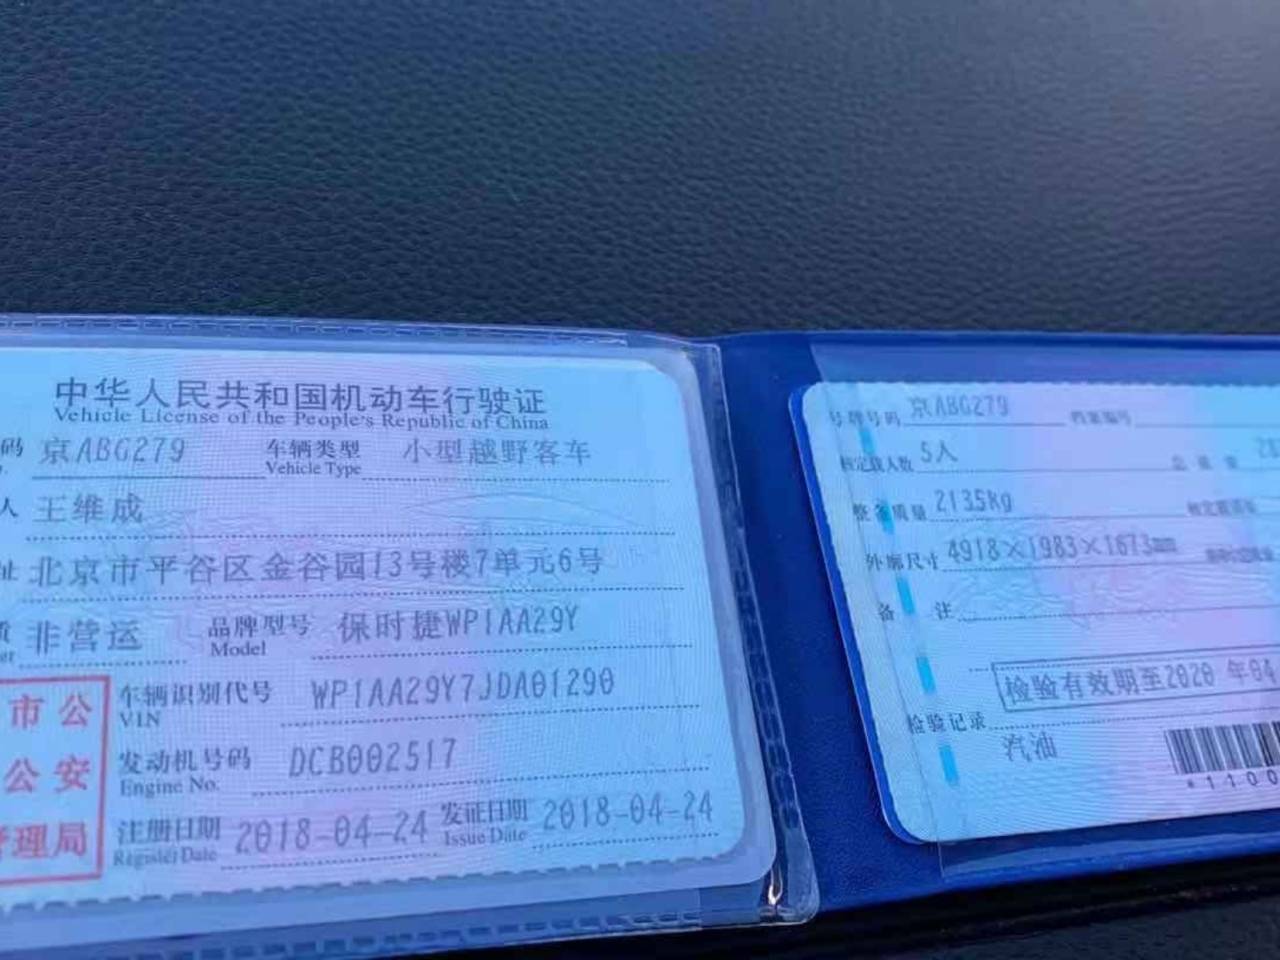 中华人民共和国机动车行驶证
Vehicle License of the People's Republic of China
码 京ABG279 车辆类型 小型越野客车
Vehicle Type
人 王维成
址 北京市平谷区金谷园13号楼7单元6号
质 非营运 品牌型号 保时捷WP1AA29Y
er Model
市公 车辆识别代号 WP1AA29Y7JDA01290
VIN
公安 发动机号码 DCB002517
Engine No.
管理局 注册日期 2018-04-24 发证日期 2018-04-24
Register Date Issue Date
号牌号码 京ABG279 档案编号
核定载人数 5人 总质量 28
整备质量 2135kg 核定载质量
外廓尺寸 4918×1983×1673mm
备注
检验有效期至2020年04
检验记录
汽油
*1100